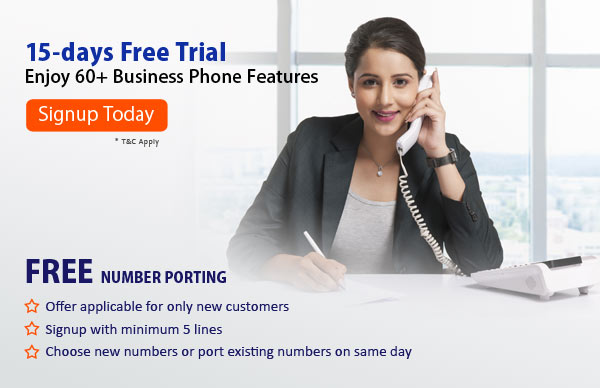 15-days Free Trial
Enjoy 60+ Business Phone Features
Signup Today
* T&C Apply
FREE NUMBER PORTING
Offer applicable for only new customers
Signup with minimum 5 lines
Choose new numbers or port existing numbers on same day